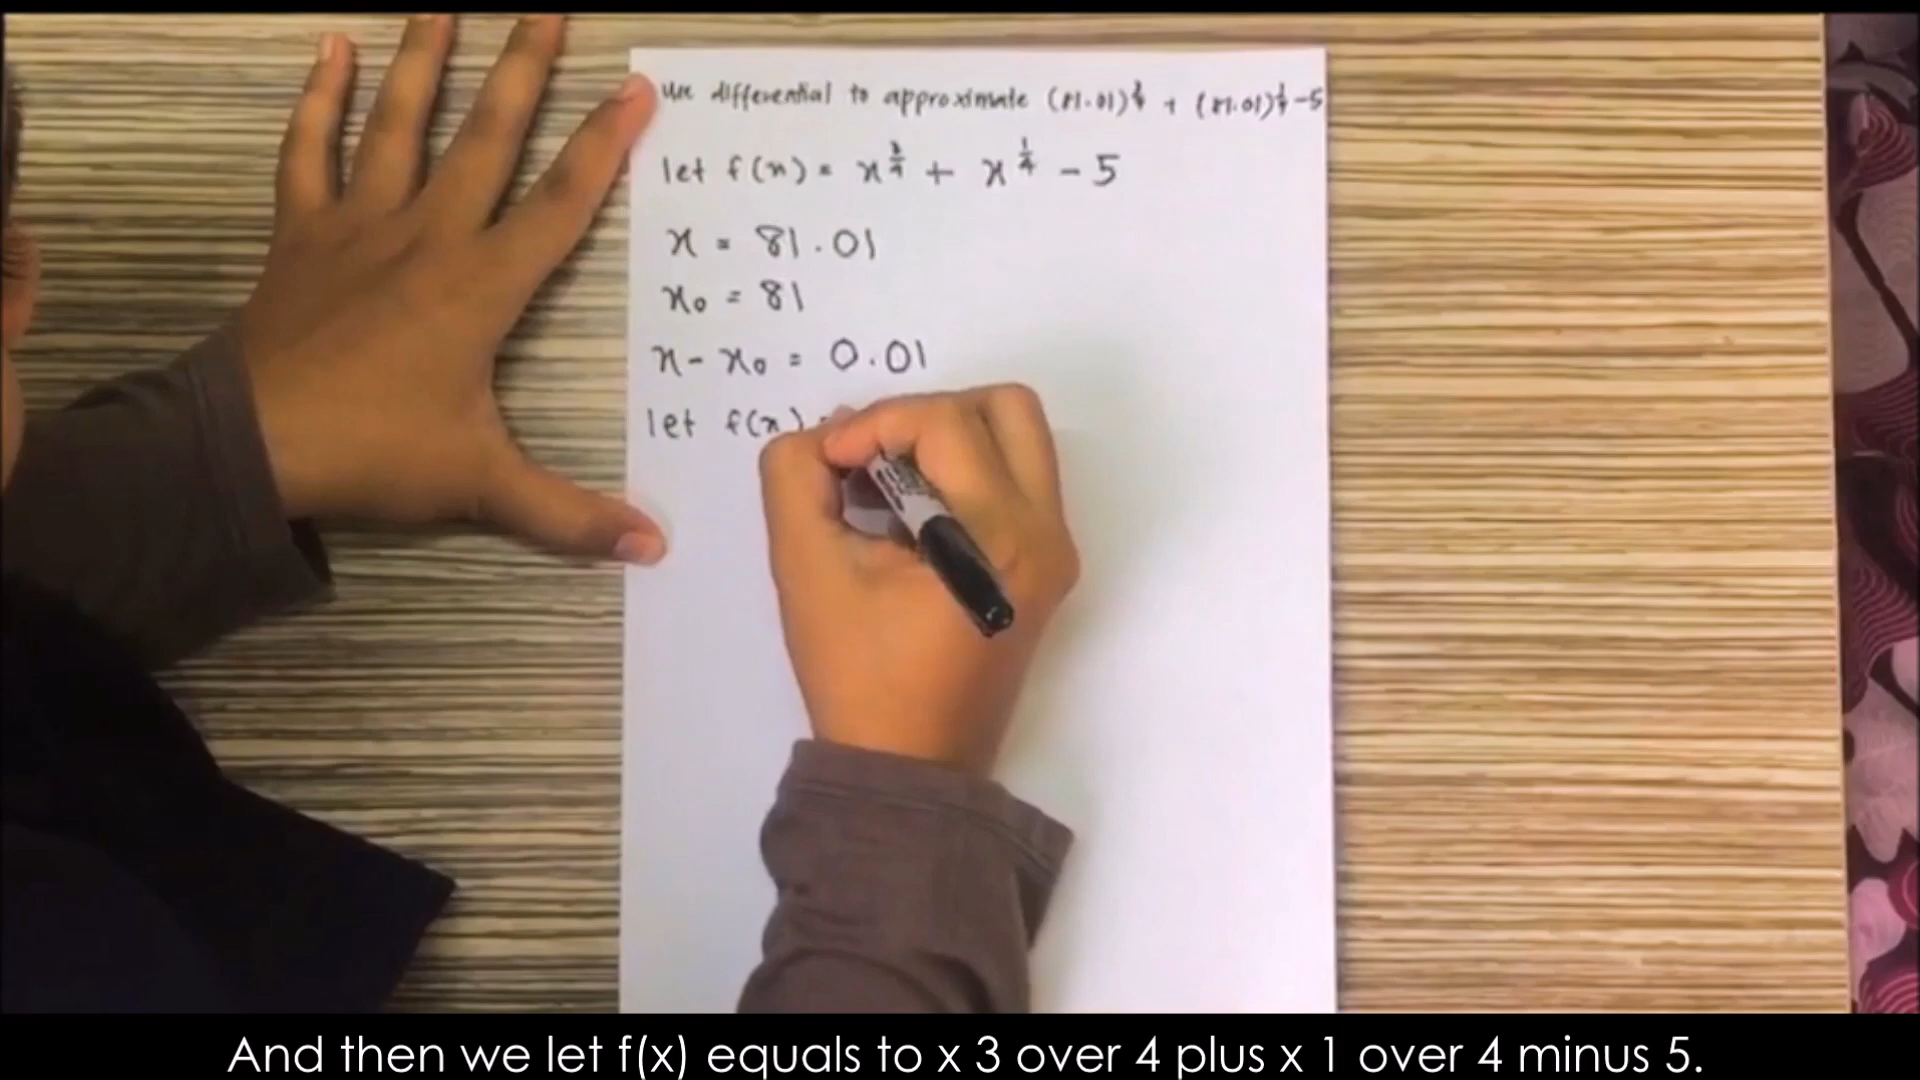 Use differential to approximate (81.01)^¾ + (81.01)^¼ - 5
let f(x) = x^¾ + x^¼ - 5
x = 81.01
x₀ = 81
x - x₀ = 0.01
let f(x) =
And then we let f(x) equals to x 3 over 4 plus x 1 over 4 minus 5.